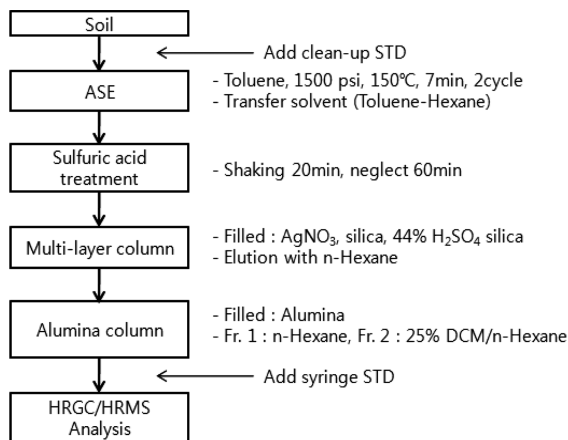 Soil
Add clean-up STD
ASE
- Toluene, 1500 psi, 150℃, 7min, 2cycle
- Transfer solvent (Toluene-Hexane)
Sulfuric acid
treatment
- Shaking 20min, neglect 60min
Multi-layer column
- Filled : AgNO₃, silica, 44% H₂SO₄ silica
- Elution with n-Hexane
Alumina column
- Filled : Alumina
- Fr. 1 : n-Hexane, Fr. 2 : 25% DCM/n-Hexane
Add syringe STD
HRGC/HRMS
Analysis